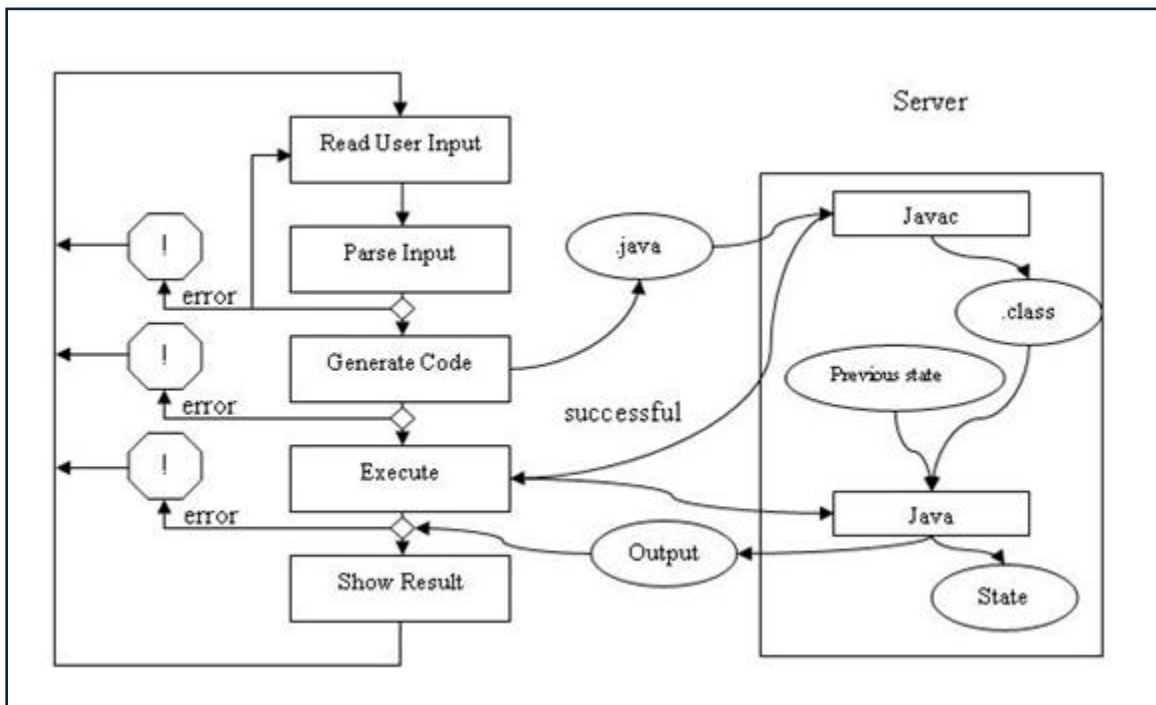 Server
Read User Input
Javac
!
Parse Input
.java
error
.class
!
Generate Code
Previous state
error
successful
!
Execute
Java
error
Output
Show Result
State